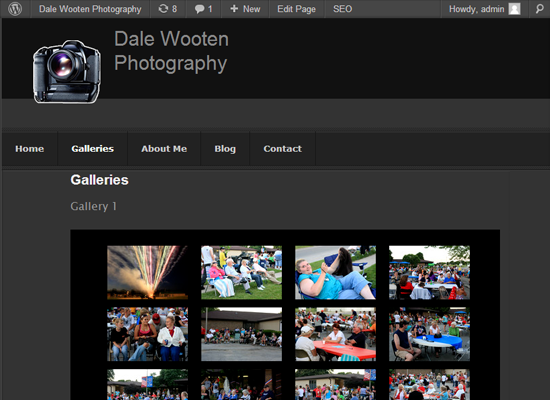 Dale Wooten Photography 8 1 + New Edit Page SEO Howdy, admin
Dale Wooten
Photography
Home Galleries About Me Blog Contact
Galleries
Gallery 1